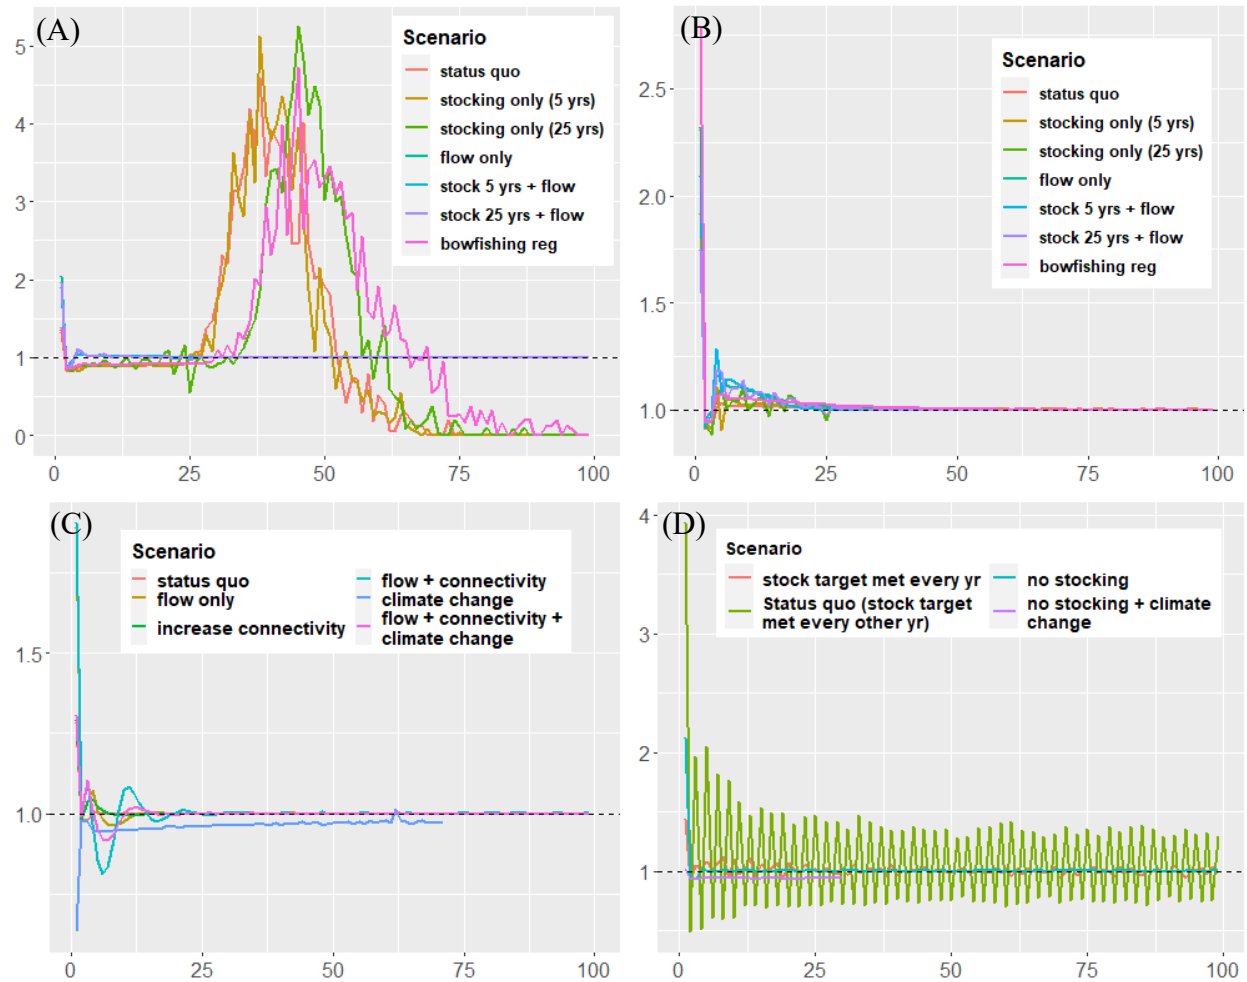 (A)
Scenario
status quo
stocking only (5 yrs)
stocking only (25 yrs)
flow only
stock 5 yrs + flow
stock 25 yrs + flow
bowfishing reg
5
4
3
2
1
0
0 25 50 75 100
(B)
Scenario
status quo
stocking only (5 yrs)
stocking only (25 yrs)
flow only
stock 5 yrs + flow
stock 25 yrs + flow
bowfishing reg
2.5
2.0
1.5
1.0
0 25 50 75 100
(C)
Scenario
status quo
flow only
increase connectivity
flow + connectivity
climate change
flow + connectivity +
climate change
1.5
1.0
0 25 50 75 100
(D)
Scenario
stock target met every yr
Status quo (stock target
met every other yr)
no stocking
no stocking + climate
change
4
3
2
1
0 25 50 75 100